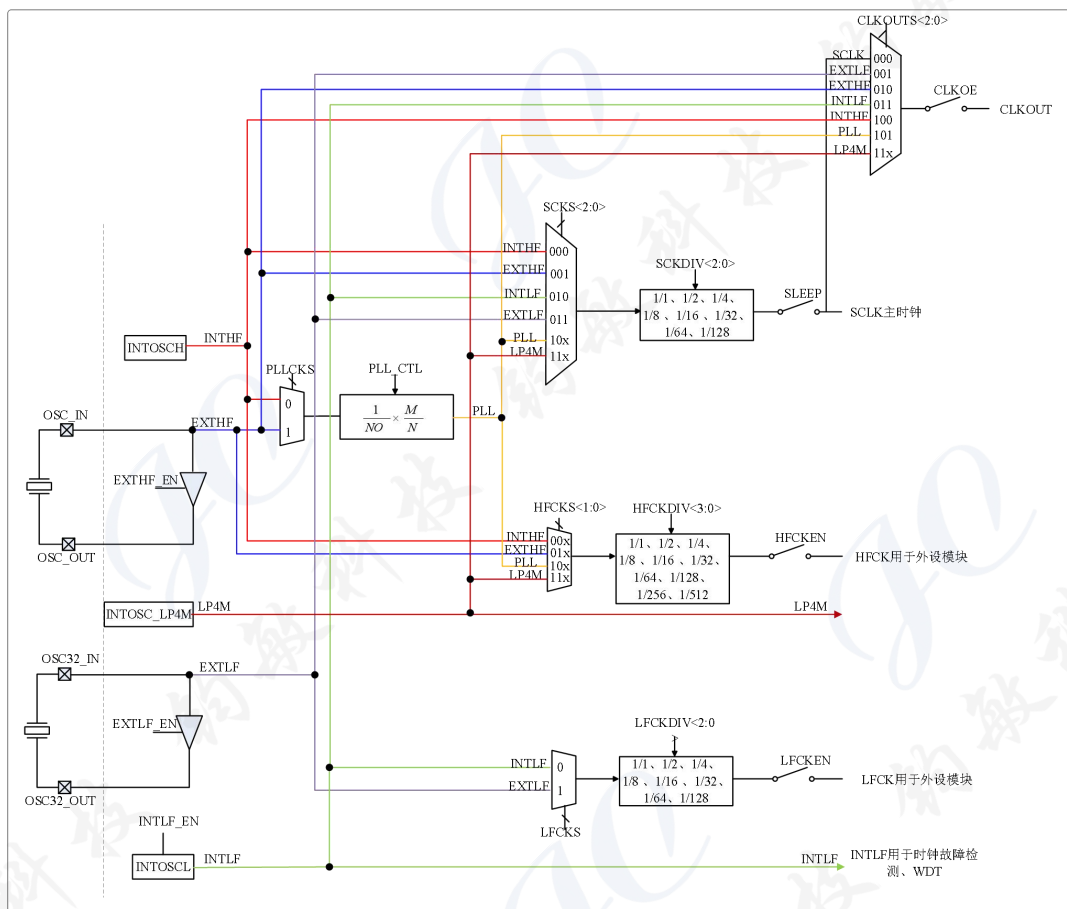 CLKOUTS<2:0>
SCLK 000
EXTLF 001
EXTHF 010
INTLF 011
INTHF 100
PLL 101
LP4M 11x
CLKOE
CLKOUT
SCKS<2:0>
INTHF 000
EXTHF 001
INTLF 010
EXTLF 011
PLL 10x
LP4M 11x
SCKDIV<2:0>
1/1、1/2、1/4、
1/8 、1/16 、1/32、
1/64、1/128
SLEEP
SCLK主时钟
INTOSCH
INTHF
PLLCKS
0
1
PLL_CTL
1/NO × M/N
PLL
OSC_IN
EXTHF
EXTHF_EN
OSC_OUT
HFCKS<1:0>
INTHF 00x
EXTHF 01x
PLL 10x
LP4M 11x
HFCKDIV<3:0>
1/1、1/2、1/4、
1/8 、1/16 、1/32、
1/64、1/128、
1/256、1/512
HFCKEN
HFCK用于外设模块
INTOSC_LP4M
LP4M
LP4M
OSC32_IN
EXTLF
EXTLF_EN
OSC32_OUT
LFCKDIV<2:0
>
INTLF 0
EXTLF 1
LFCKS
1/1、1/2、1/4、
1/8 、1/16 、1/32、
1/64、1/128
LFCKEN
LFCK用于外设模块
INTLF_EN
INTOSCL
INTLF
INTLF
INTLF用于时钟故障检
测、WDT